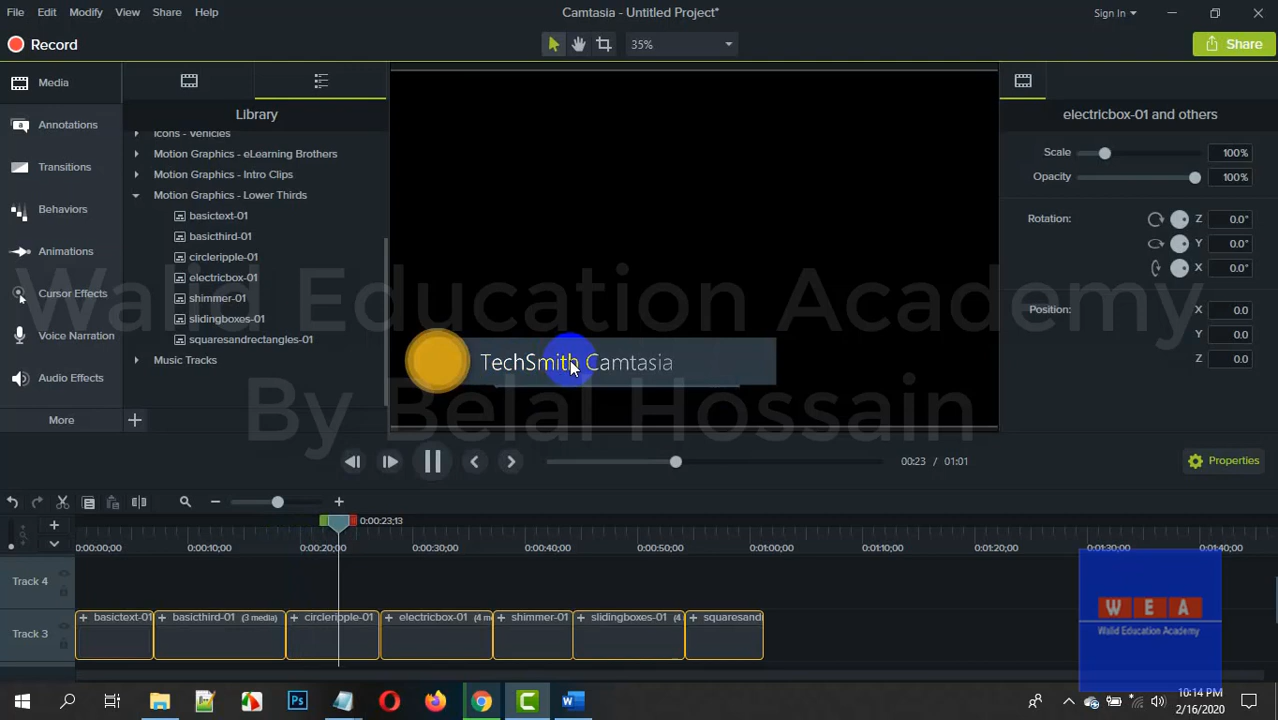 File Edit Modify View Share Help
Camtasia - Untitled Project*
Sign In
Record
35%
Share
Media
Annotations
Transitions
Behaviors
Animations
Cursor Effects
Voice Narration
Audio Effects
More
Library
Icons - Vehicles
Motion Graphics - eLearning Brothers
Motion Graphics - Intro Clips
Motion Graphics - Lower Thirds
basictext-01
basicthird-01
circleripple-01
electricbox-01
shimmer-01
slidingboxes-01
squaresandrectangles-01
Music Tracks
TechSmith Camtasia
Walid Education Academy
By Belal Hossain
electricbox-01 and others
Scale 100%
Opacity 100%
Rotation: Z 0.0°
Y 0.0°
X 0.0°
Position: X 0.0
Y 0.0
Z 0.0
00:23 / 01:01
Properties
0:00:23;13
0:00:00;00 0:00:10;00 0:00:20;00 0:00:30;00 0:00:40;00 0:00:50;00 0:01:00;00 0:01:10;00 0:01:20;00 0:01:30;00 0:01:40;00
Track 4
Track 3
basictext-01 basicthird-01 (3 media) circleripple-01 electricbox-01 (4 m shimmer-01 slidingboxes-01 (4 squaresand
WEA
Walid Education Academy
Ps
W
10:14 PM
2/16/2020